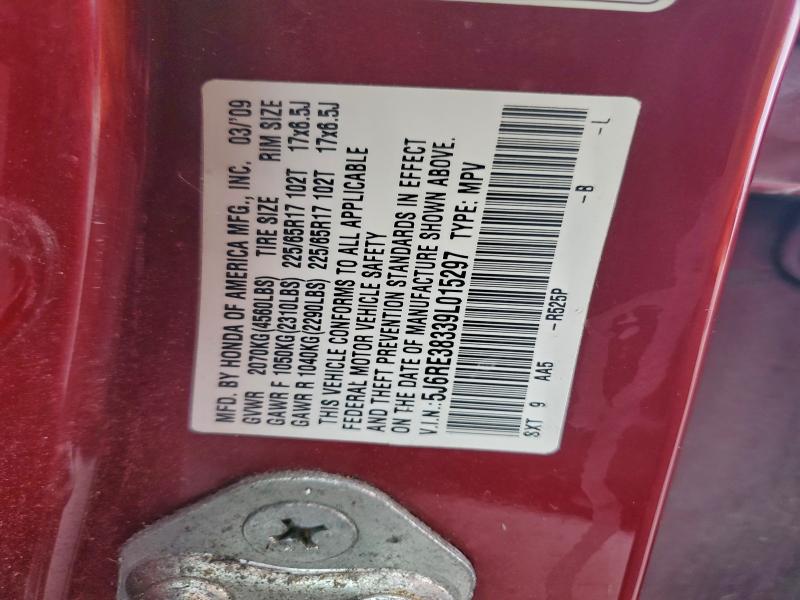 MFD. BY HONDA OF AMERICA MFG., INC. 03/'09
GVWR 2070KG(4560LBS) TIRE SIZE RIM SIZE
GAWR F 1050KG(2310LBS) 225/65R17 102T 17x6.5J
GAWR R 1040KG(2290LBS) 225/65R17 102T 17x6.5J
THIS VEHICLE CONFORMS TO ALL APPLICABLE
FEDERAL MOTOR VEHICLE SAFETY
AND THEFT PREVENTION STANDARDS IN EFFECT
ON THE DATE OF MANUFACTURE SHOWN ABOVE.
V.I.N.: 5J6RE38339L015297 TYPE: MPV
SXT 9 AA5 -R525P -B -L